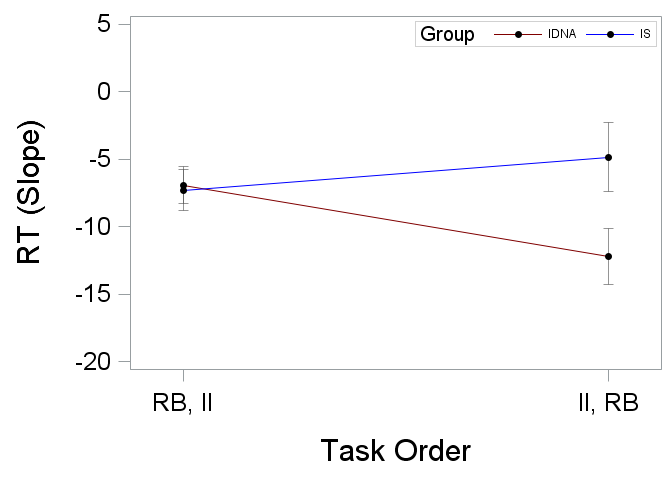 Group IDNA IS
5
0
-5
-10
-15
-20
RT (Slope)
RB, II II, RB
Task Order